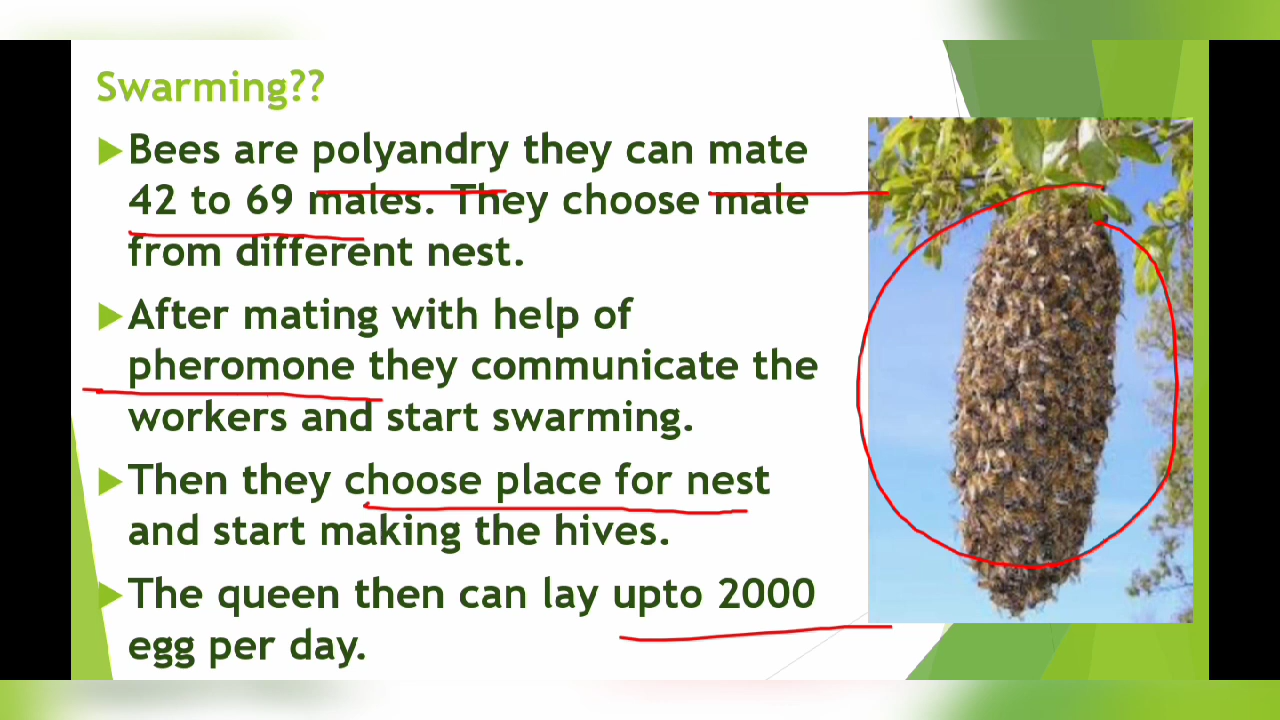 Swarming??
Bees are polyandry they can mate
42 to 69 males. They choose male
from different nest.
After mating with help of
pheromone they communicate the
workers and start swarming.
Then they choose place for nest
and start making the hives.
The queen then can lay upto 2000
egg per day.